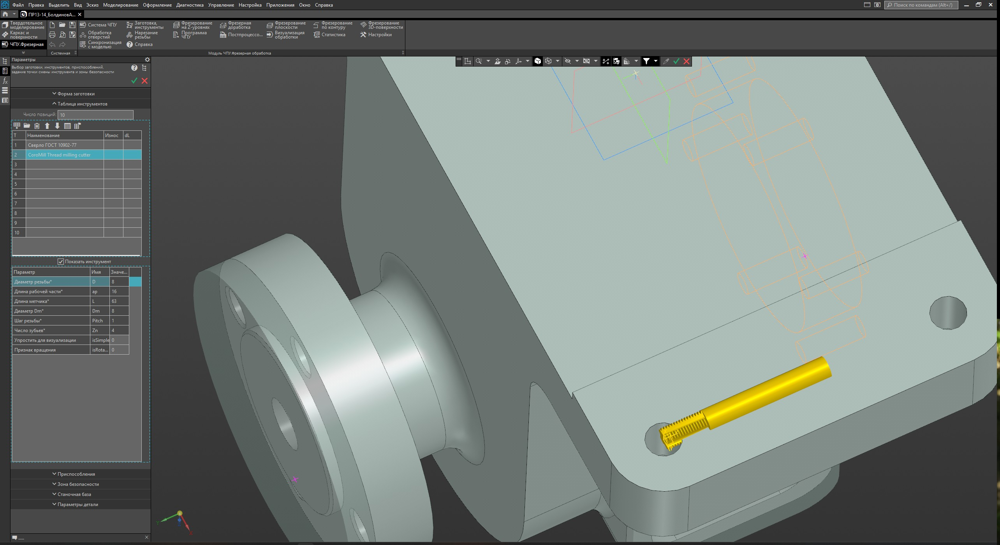 Файл Правка Выделить Вид Эскиз Моделирование Оформление Диагностика Управление Настройка Приложения Окно Справка
Поиск по командам (Alt+/)
ПР13-14_БолдиновА...
Твердотельное моделирование
Каркас и поверхности
ЧПУ.Фрезерная
Системная
NC Система ЧПУ
Обработка отверстий
Синхронизация с моделью
Заготовка, инструменты
Нарезание резьбы
Справка
Фрезерование на Z-уровнях
Программа ЧПУ
Фрезерная доработка
Постпроцессо...
Фрезерование плоскости
Визуализация обработки
Фрезерование по контуру
Статистика
Фрезерование 3D-поверхности
Настройки
Модуль ЧПУ.Фрезерная обработка
Параметры
Выбор заготовки, инструментов, приспособлений,
задание точки смены инструмента и зоны безопасности
Форма заготовки
Таблица инструментов
Число позиций: 10
T Наименование Износ dL
1 Сверло ГОСТ 10902-77
2 CoroMill Thread milling cutter
3
4
5
6
7
8
9
10
Показать инструмент
Параметр Имя Значе...
Диаметр резьбы* D 8
Длина рабочей части* ap 16
Длина метчика* L 63
Диаметр Dm* Dm 8
Шаг резьбы* Pitch 1
Число зубьев* Zn 4
Упростить для визуализации isSimple 0
Признак вращения isRota... 0
Приспособления
Зона безопасности
Станочная база
Параметры детали
.....
Y
Z
X